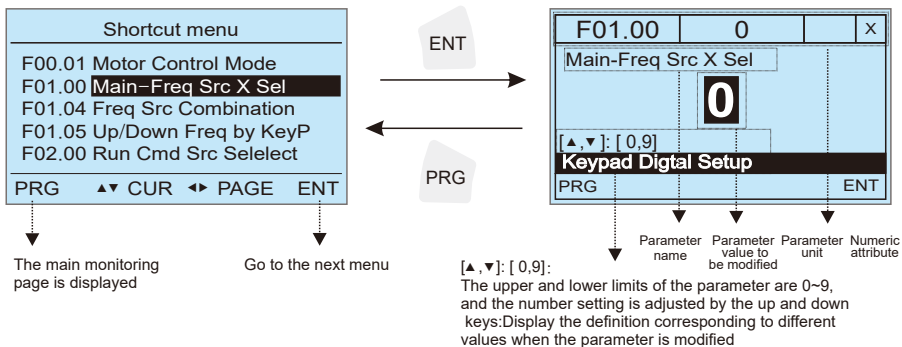 Shortcut menu
F00.01 Motor Control Mode
F01.00 Main-Freq Src X Sel
F01.04 Freq Src Combination
F01.05 Up/Down Freq by KeyP
F02.00 Run Cmd Src Selelect
PRG ▲▼ CUR ◄► PAGE ENT
The main monitoring
page is displayed
Go to the next menu
ENT
PRG
F01.00 0 X
Main-Freq Src X Sel
0
[▲,▼]: [ 0,9]
Keypad Digtal Setup
PRG ENT
Parameter
name
Parameter
value to
be modified
Parameter
unit
Numeric
attribute
[▲,▼]: [ 0,9]:
The upper and lower limits of the parameter are 0~9,
and the number setting is adjusted by the up and down
keys:Display the definition corresponding to different
values when the parameter is modified